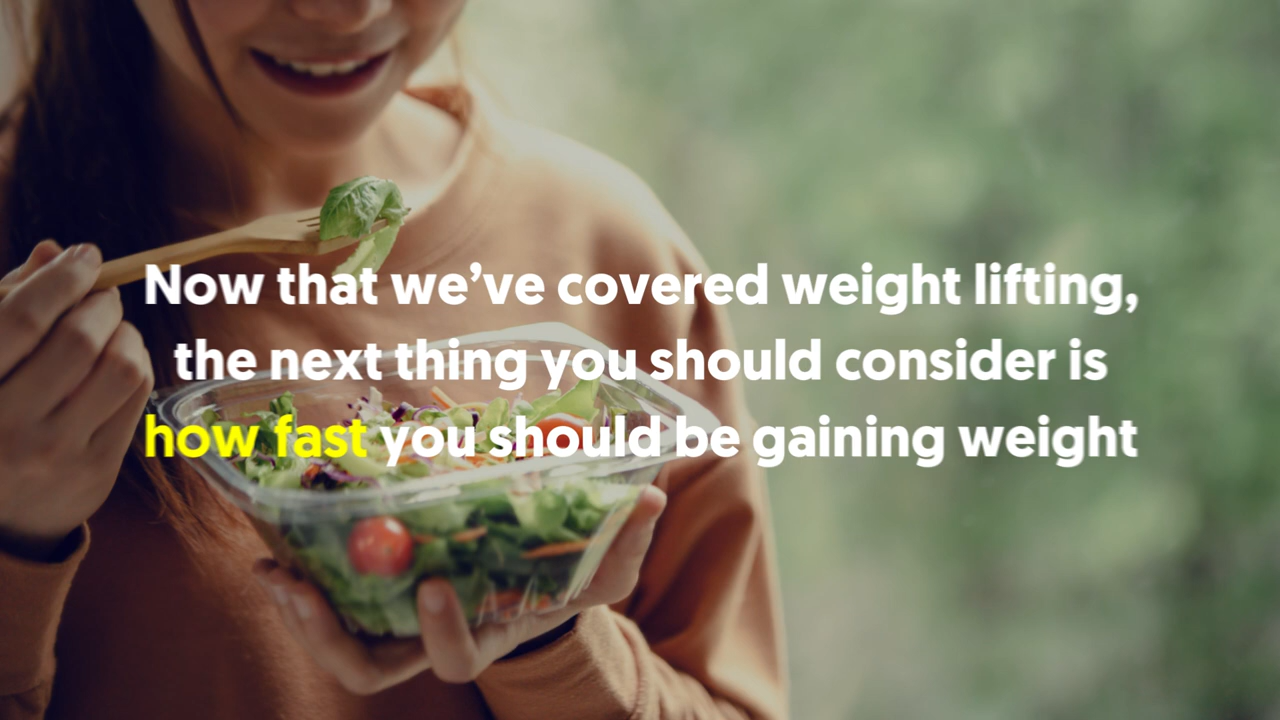 Now that we’ve covered weight lifting,
the next thing you should consider is
how fast you should be gaining weight